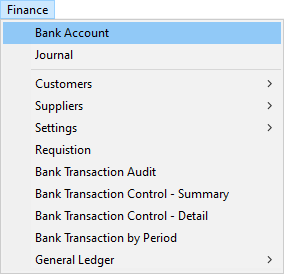 Finance
Bank Account
Journal
Customers
Suppliers
Settings
Requistion
Bank Transaction Audit
Bank Transaction Control - Summary
Bank Transaction Control - Detail
Bank Transaction by Period
General Ledger